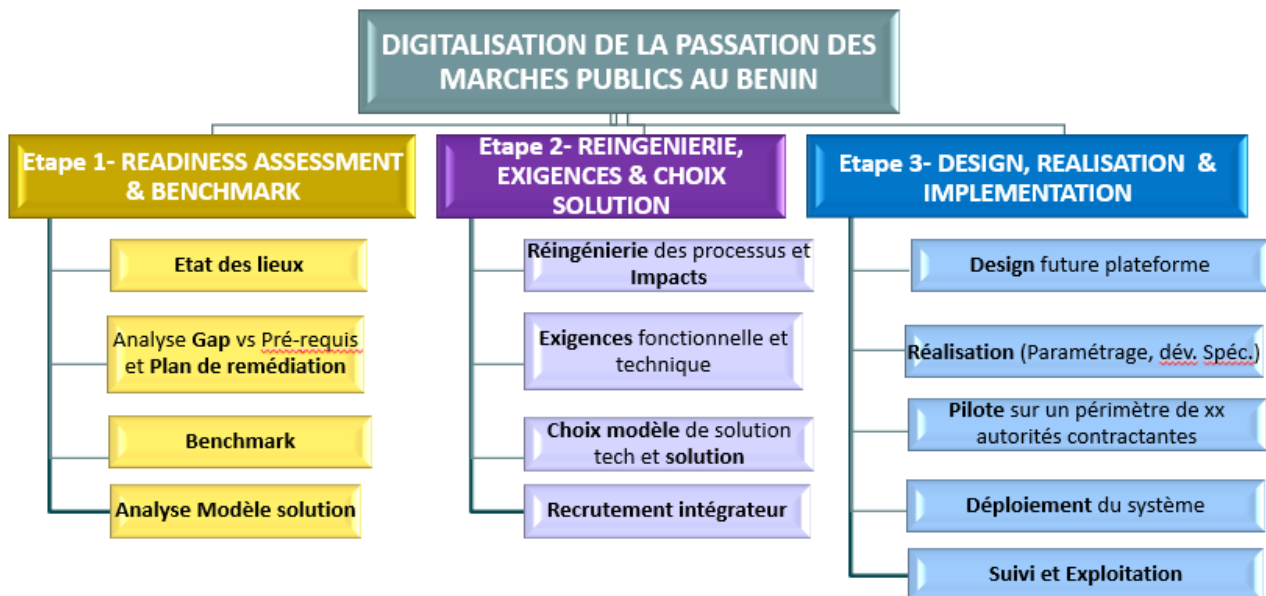 DIGITALISATION DE LA PASSATION DES
MARCHES PUBLICS AU BENIN
Etape 1- READINESS ASSESSMENT
& BENCHMARK
Etat des lieux
Analyse Gap vs Pré-requis
et Plan de remédiation
Benchmark
Analyse Modèle solution
Etape 2- REINGENIERIE,
EXIGENCES & CHOIX
SOLUTION
Réingénierie des processus et
Impacts
Exigences fonctionnelle et
technique
Choix modèle de solution
tech et solution
Recrutement intégrateur
Etape 3- DESIGN, REALISATION &
IMPLEMENTATION
Design future plateforme
Réalisation (Paramétrage, dév. Spéc.)
Pilote sur un périmètre de xx
autorités contractantes
Déploiement du système
Suivi et Exploitation